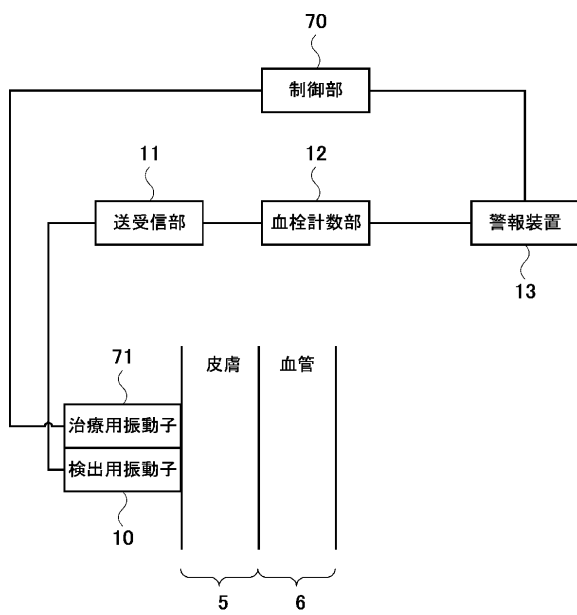 70
制御部
11
12
送受信部
血栓計数部
警報装置
13
皮膚
血管
71
治療用振動子
検出用振動子
10
5
6